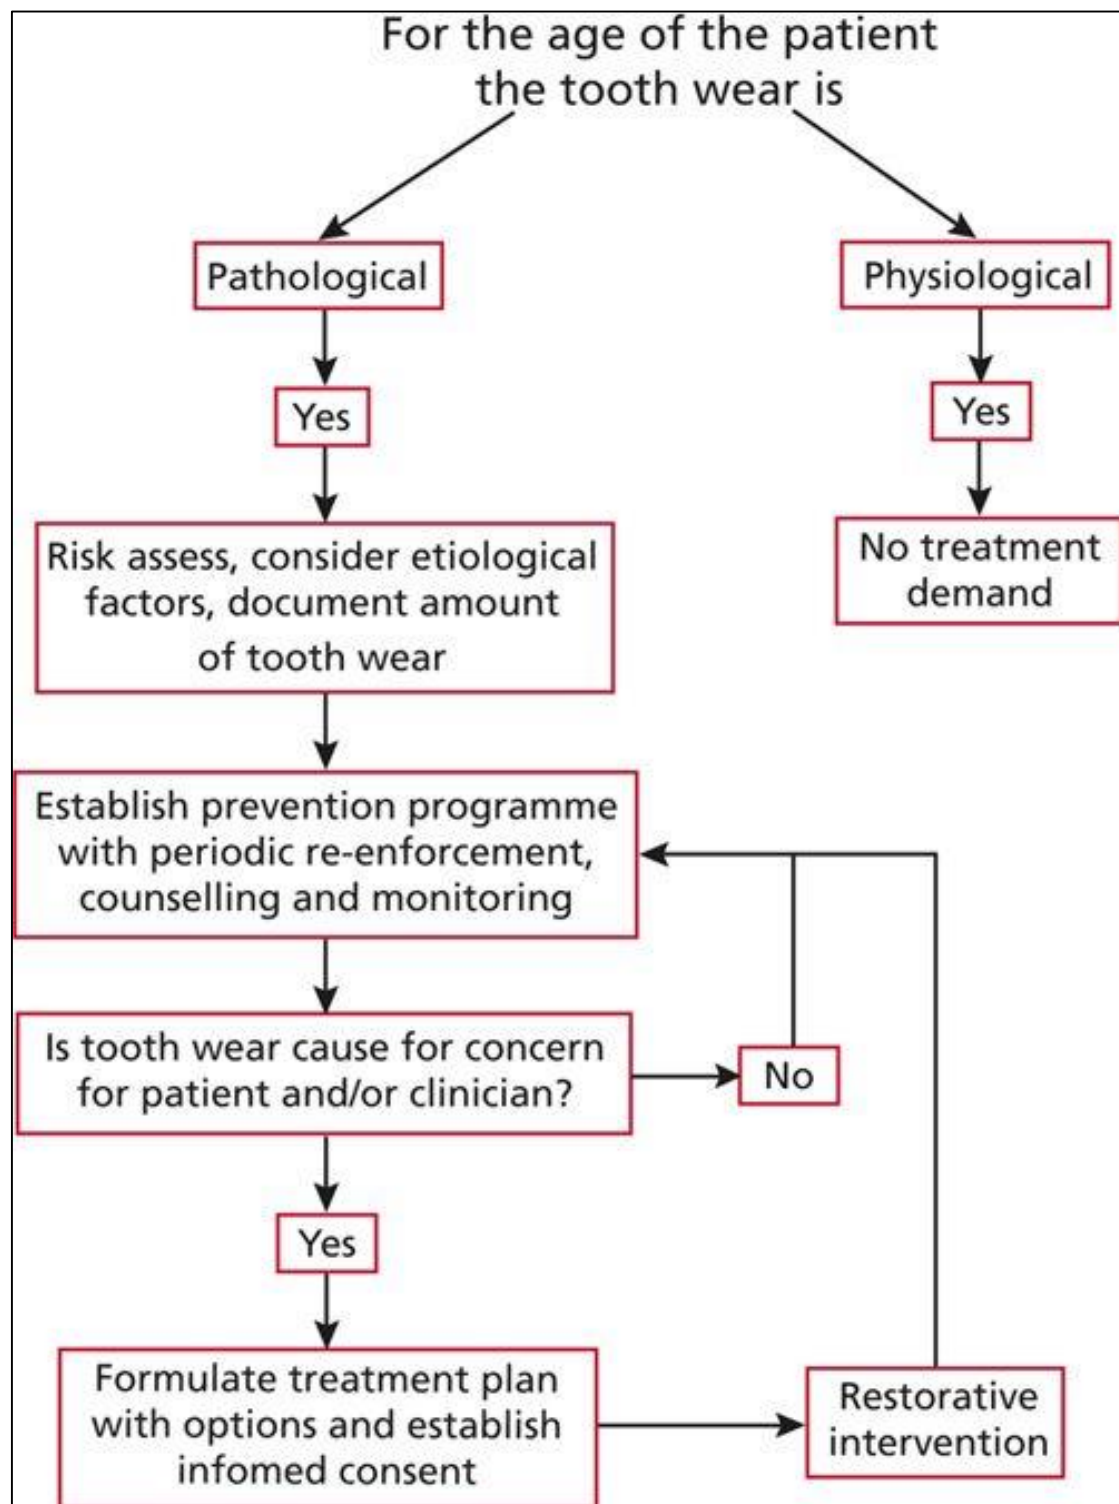 For the age of the patient
the tooth wear is
Pathological
Physiological
Yes
Yes
Risk assess, consider etiological
factors, document amount
of tooth wear
No treatment
demand
Establish prevention programme
with periodic re-enforcement,
counselling and monitoring
Is tooth wear cause for concern
for patient and/or clinician?
No
Yes
Formulate treatment plan
with options and establish
infomed consent
Restorative
intervention